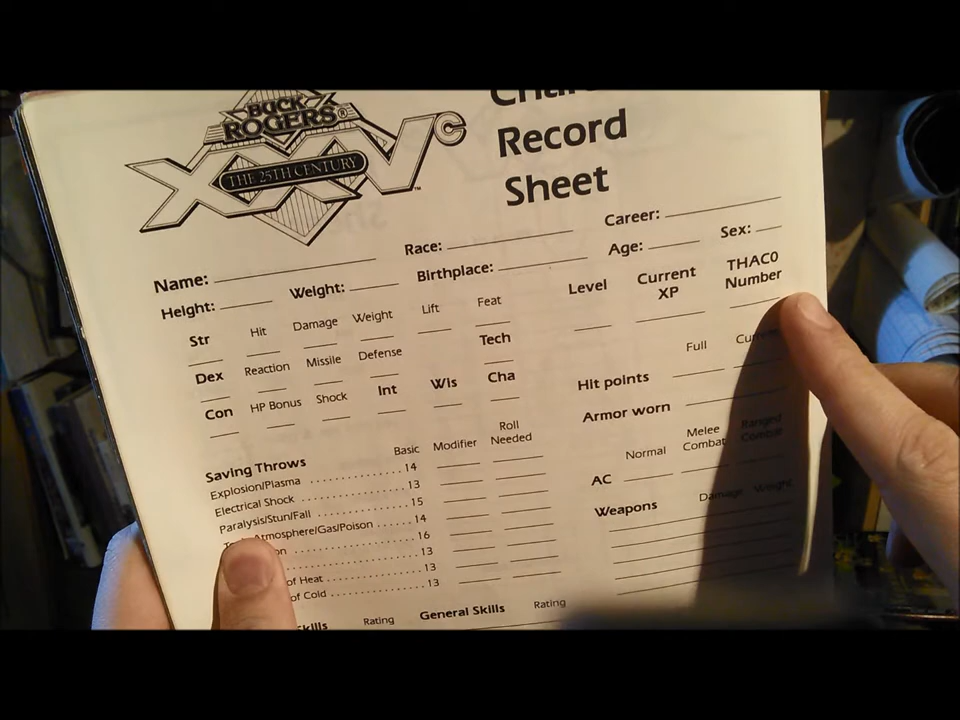 BUCK
ROGERS®
XXVC™
THE 25TH CENTURY
Record
Sheet
Name: Race: Career:
Height: Weight: Birthplace: Age: Sex:
Str Hit Damage Weight Lift Feat Level Current XP THAC0 Number
Dex Reaction Missile Defense Tech
Con HP Bonus Shock Int Wis Cha
Full
Hit points
Armor worn
Normal Melee Combat Ranged Combat
AC
Weapons Damage Weight
Saving Throws Basic Modifier Roll Needed
Explosion/Plasma .............. 14
Electrical Shock ............... 13
Paralysis/Stun/Fall ............. 15
Atmosphere/Gas/Poison ...... 14
.................. 16
.................. 13
of Heat ................ 13
of Cold ................ 13
Rating General Skills Rating